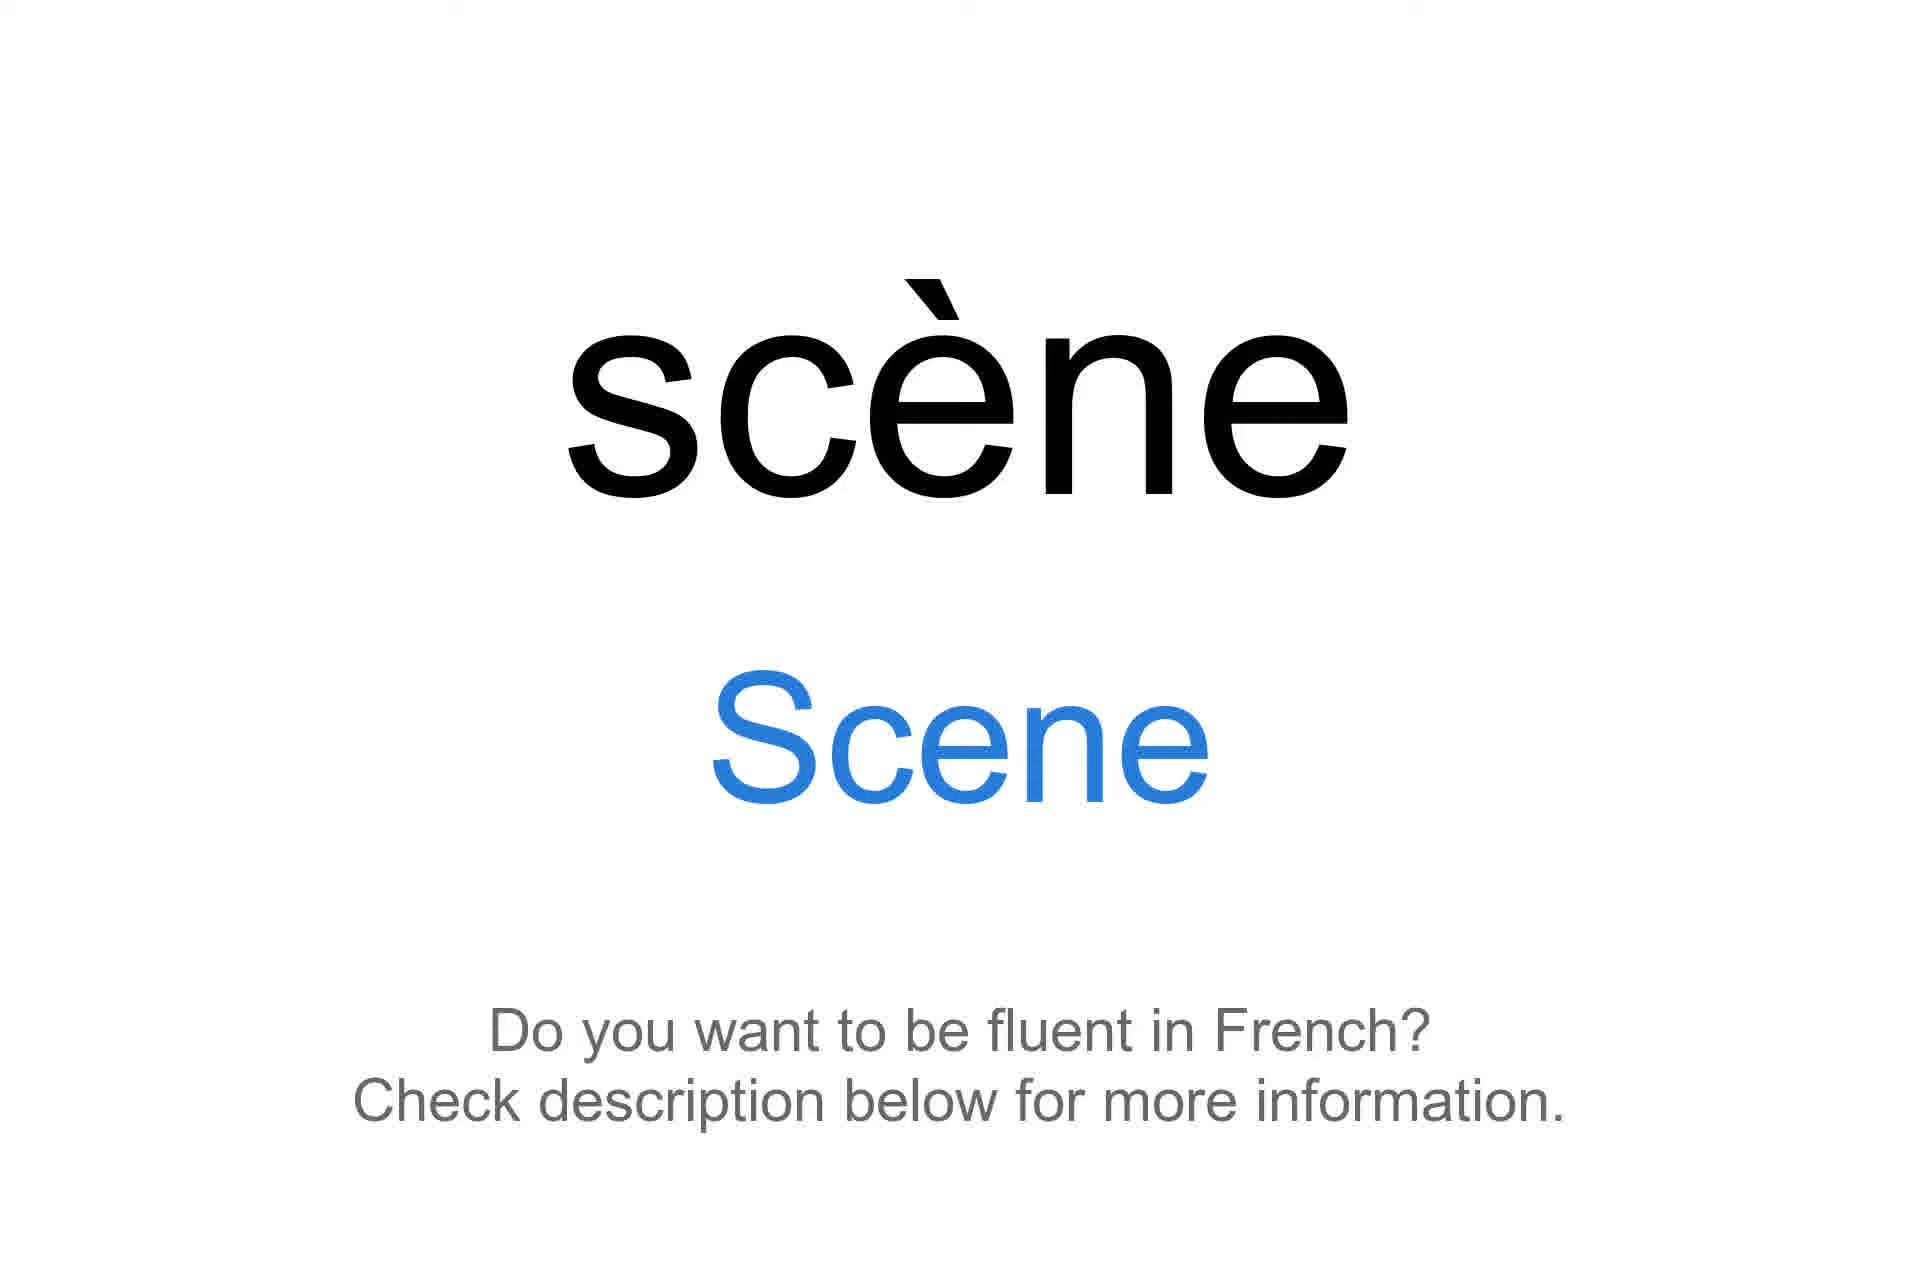 scène
Scene
Do you want to be fluent in French?
Check description below for more information.